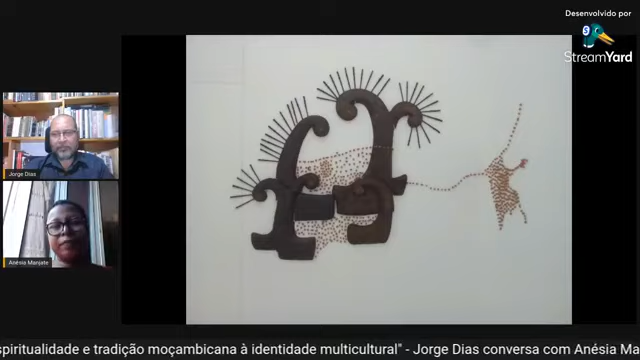 Desenvolvido por
S
StreamYard
Jorge Dias
Anésia Manjate
spiritualidade e tradição moçambicana à identidade multicultural" - Jorge Dias conversa com Anésia Ma